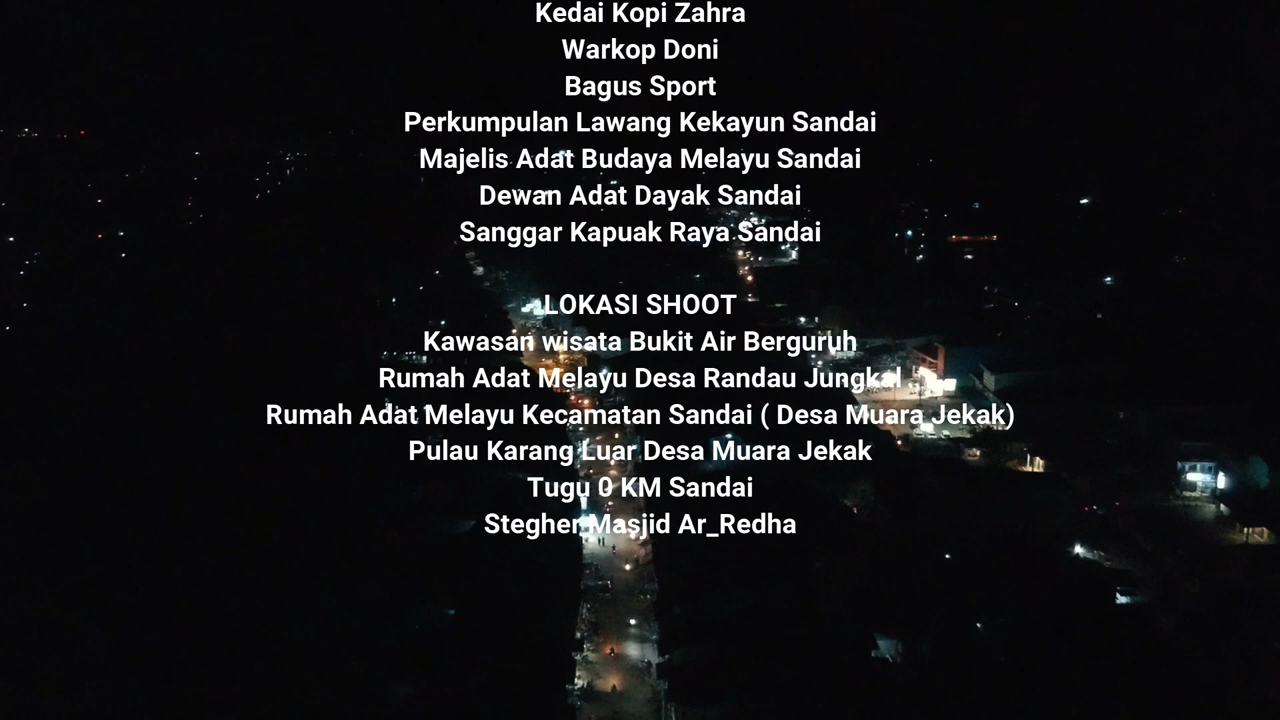 Kedai Kopi Zahra
Warkop Doni
Bagus Sport
Perkumpulan Lawang Kekayun Sandai
Majelis Adat Budaya Melayu Sandai
Dewan Adat Dayak Sandai
Sanggar Kapuak Raya Sandai
LOKASI SHOOT
Kawasan wisata Bukit Air Berguruh
Rumah Adat Melayu Desa Randau Jungkal
Rumah Adat Melayu Kecamatan Sandai ( Desa Muara Jekak)
Pulau Karang Luar Desa Muara Jekak
Tugu 0 KM Sandai
Stegher Masjid Ar_Redha